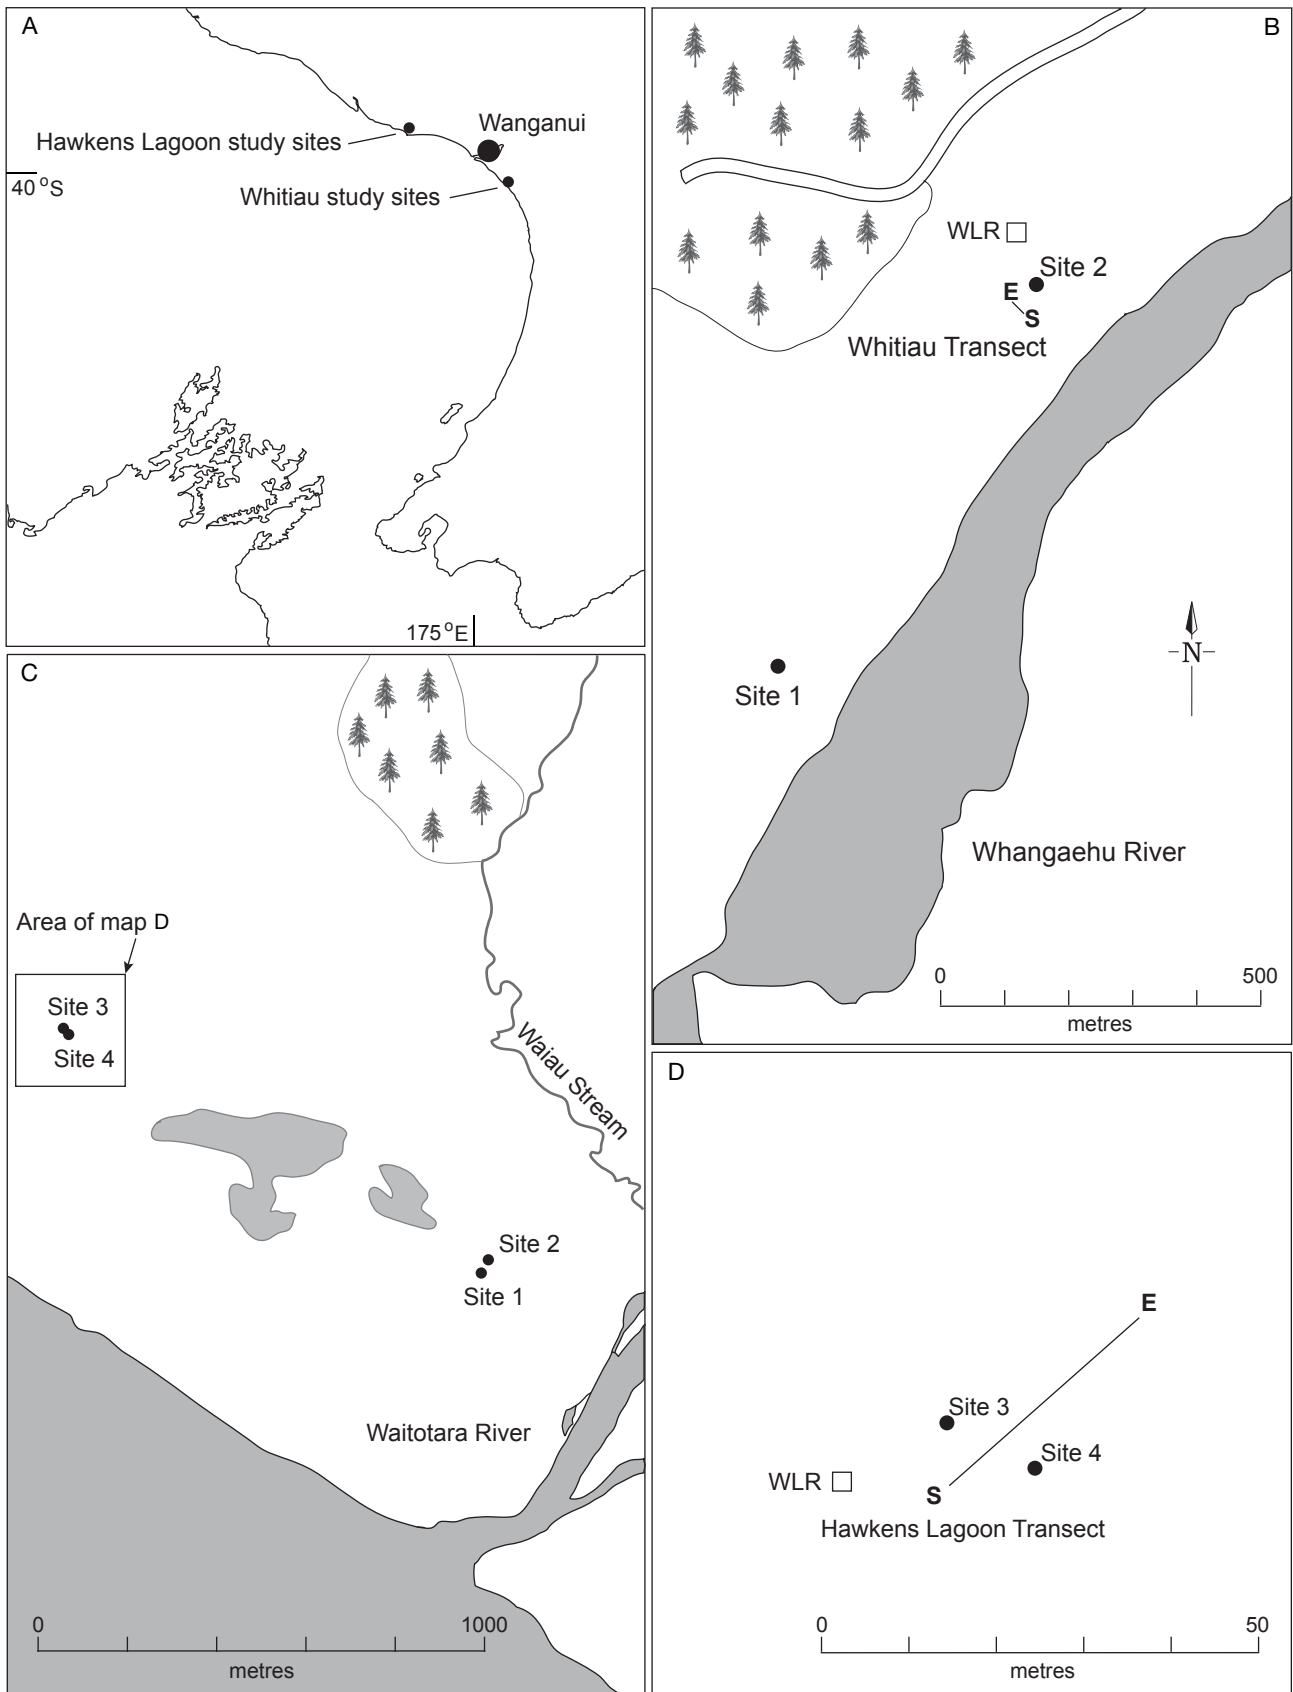 A
Wanganui
Hawkens Lagoon study sites
40 °S
Whitiau study sites
175 °E
B
WLR
Site 2
E
S
Whitiau Transect
N
Site 1
Whangaehu River
0 500
metres
C
Area of map D
Site 3
Site 4
Waiau Stream
Site 2
Site 1
Waitotara River
0 1000
metres
D
E
Site 3
Site 4
WLR
S
Hawkens Lagoon Transect
0 50
metres